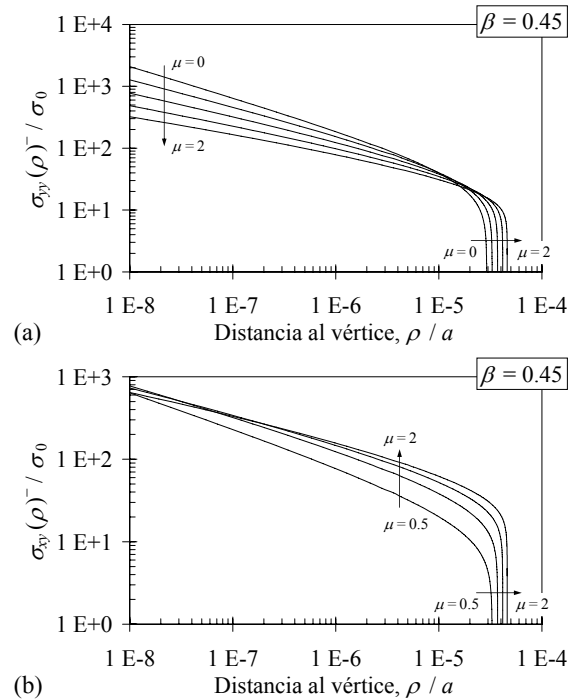 β = 0.45
1 E+4
1 E+3
1 E+2
1 E+1
1 E+0
σyy(ρ)⁻ / σ0
μ = 0
μ = 2
μ = 0
μ = 2
1 E-8
1 E-7
1 E-6
1 E-5
1 E-4
(a)
Distancia al vértice, ρ / a
β = 0.45
1 E+3
1 E+2
1 E+1
1 E+0
σxy(ρ)⁻ / σ0
μ = 2
μ = 0.5
μ = 0.5
μ = 2
1 E-8
1 E-7
1 E-6
1 E-5
1 E-4
(b)
Distancia al vértice, ρ / a